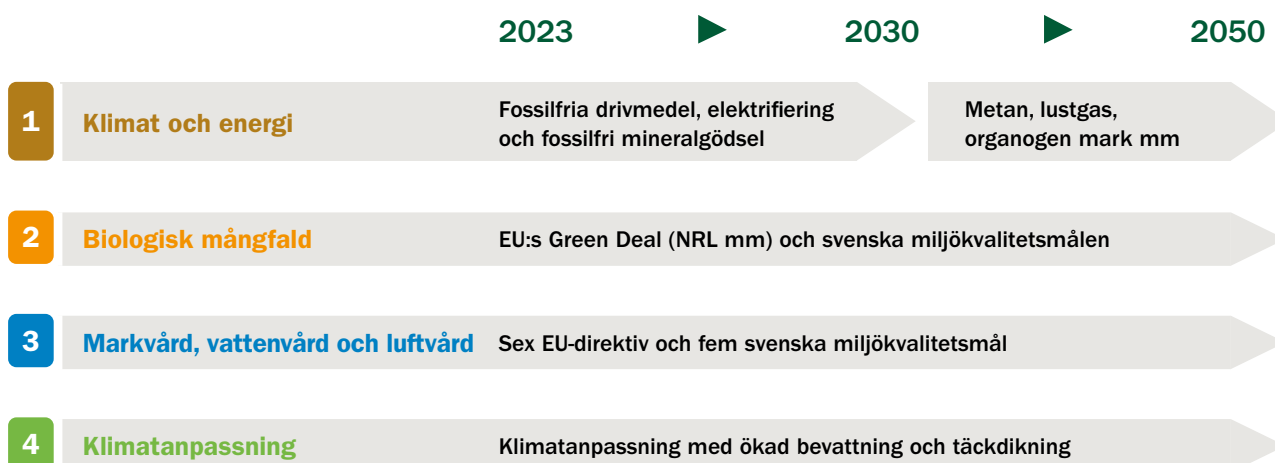 2023 2030 2050
1 Klimat och energi
Fossilfria drivmedel, elektrifiering
och fossilfri mineralgödsel
Metan, lustgas,
organogen mark mm
2 Biologisk mångfald EU:s Green Deal (NRL mm) och svenska miljökvalitetsmålen
3 Markvård, vattenvård och luftvård Sex EU-direktiv och fem svenska miljökvalitetsmål
4 Klimatanpassning Klimatanpassning med ökad bevattning och täckdikning